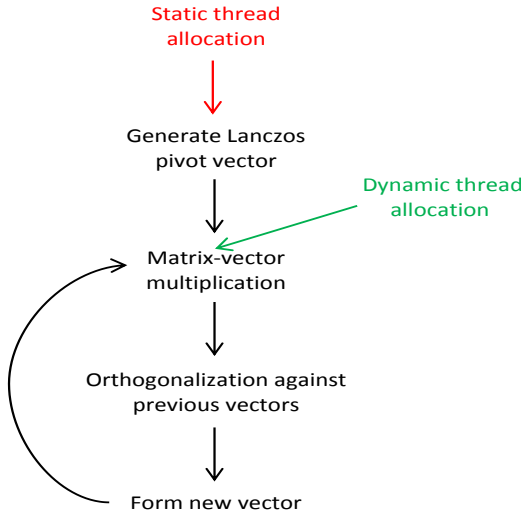 Static thread
allocation
Generate Lanczos
pivot vector
Dynamic thread
allocation
Matrix-vector
multiplication
Orthogonalization against
previous vectors
Form new vector